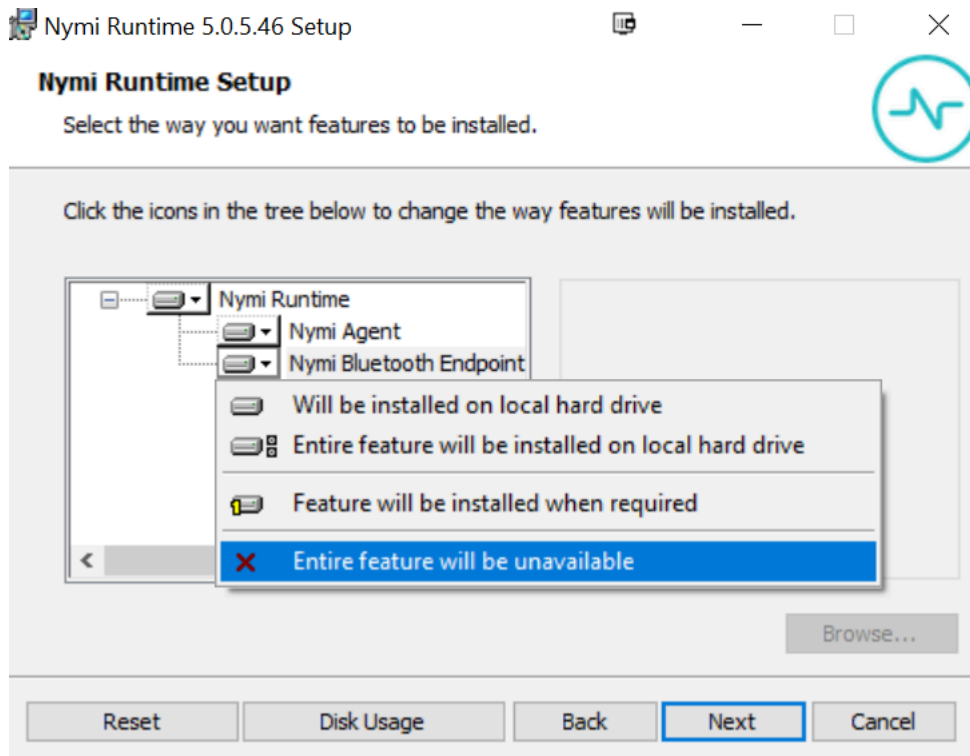 Nymi Runtime 5.0.5.46 Setup
Nymi Runtime Setup
Select the way you want features to be installed.
Click the icons in the tree below to change the way features will be installed.
Nymi Runtime
Nymi Agent
Nymi Bluetooth Endpoint
Will be installed on local hard drive
Entire feature will be installed on local hard drive
Feature will be installed when required
Entire feature will be unavailable
Browse...
Reset Disk Usage Back Next Cancel